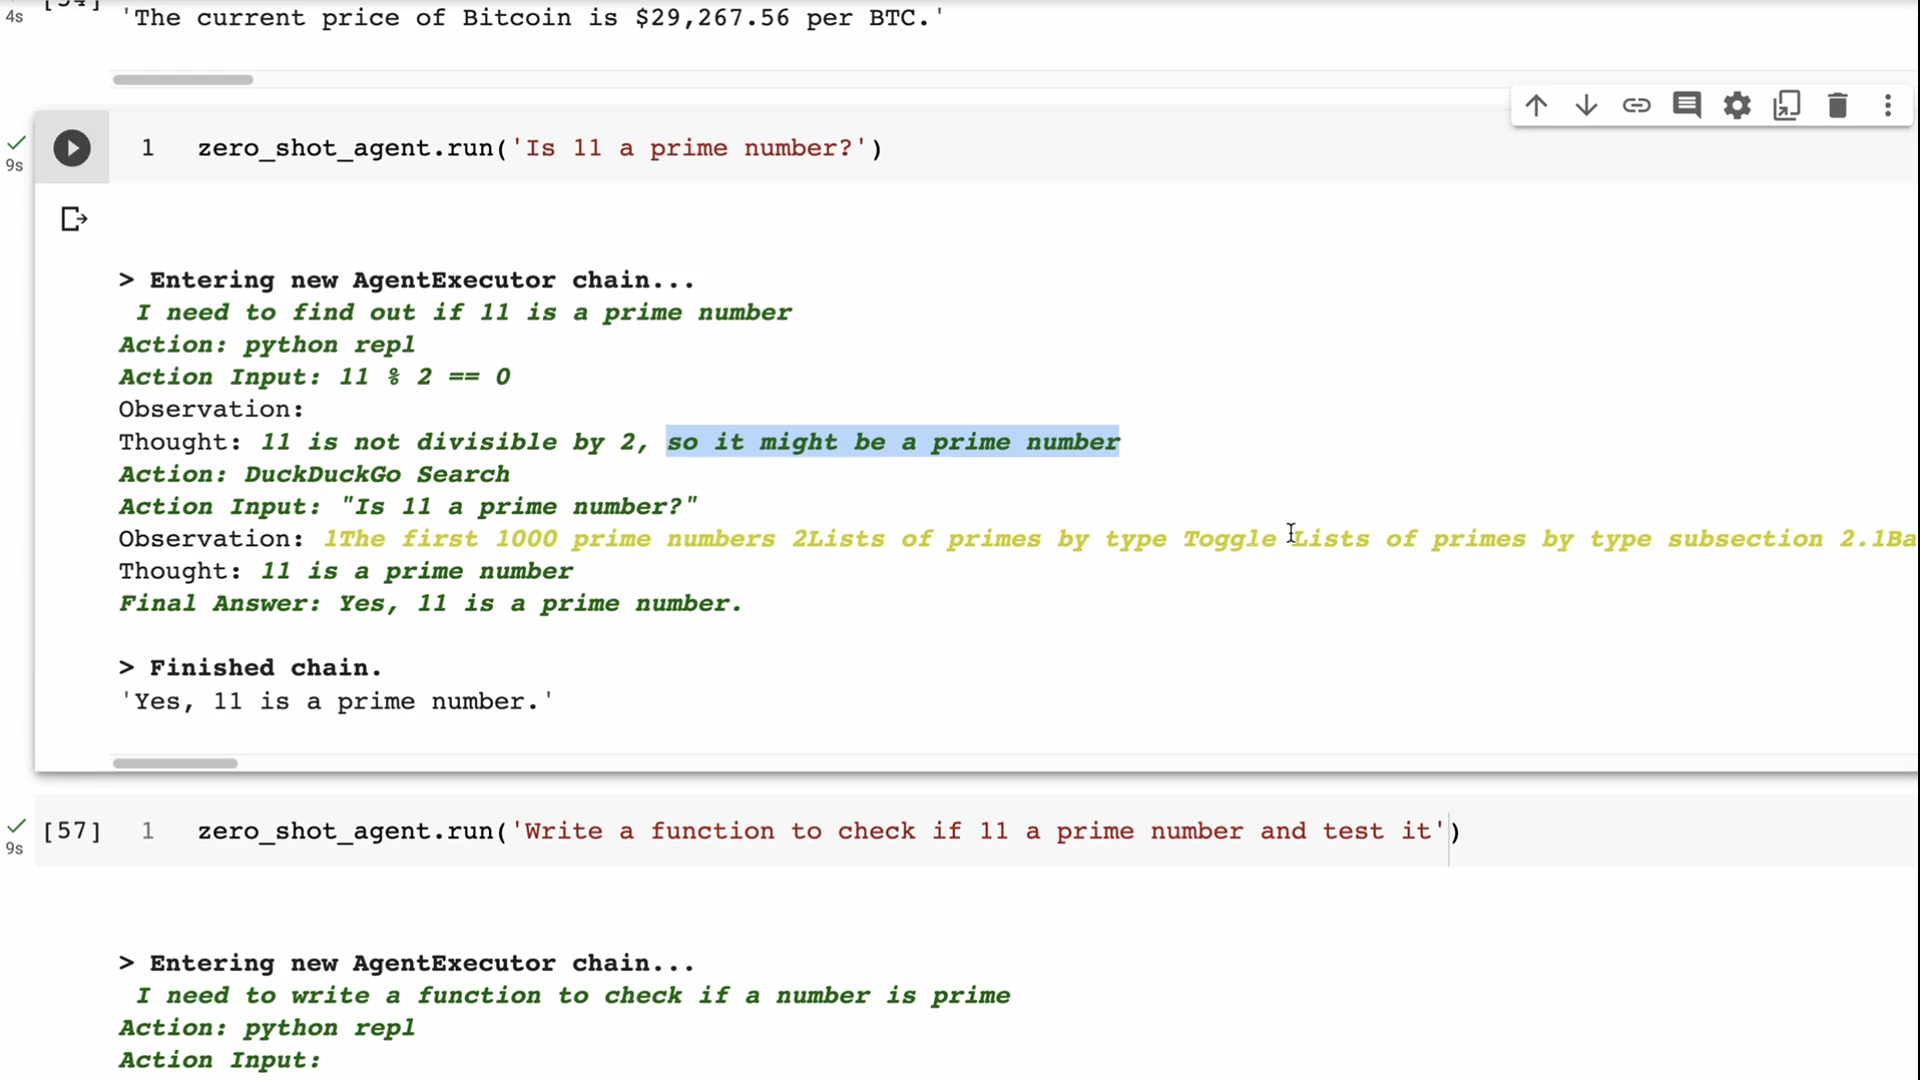 4s
'The current price of Bitcoin is $29,267.56 per BTC.'
9s
1 zero_shot_agent.run('Is 11 a prime number?')
> Entering new AgentExecutor chain...
I need to find out if 11 is a prime number
Action: python repl
Action Input: 11 % 2 == 0
Observation:
Thought: 11 is not divisible by 2, so it might be a prime number
Action: DuckDuckGo Search
Action Input: "Is 11 a prime number?"
Observation: 1The first 1000 prime numbers 2Lists of primes by type Toggle Lists of primes by type subsection 2.1Ba
Thought: 11 is a prime number
Final Answer: Yes, 11 is a prime number.
> Finished chain.
'Yes, 11 is a prime number.'
[57] 1 zero_shot_agent.run('Write a function to check if 11 a prime number and test it')
9s
> Entering new AgentExecutor chain...
I need to write a function to check if a number is prime
Action: python repl
Action Input: